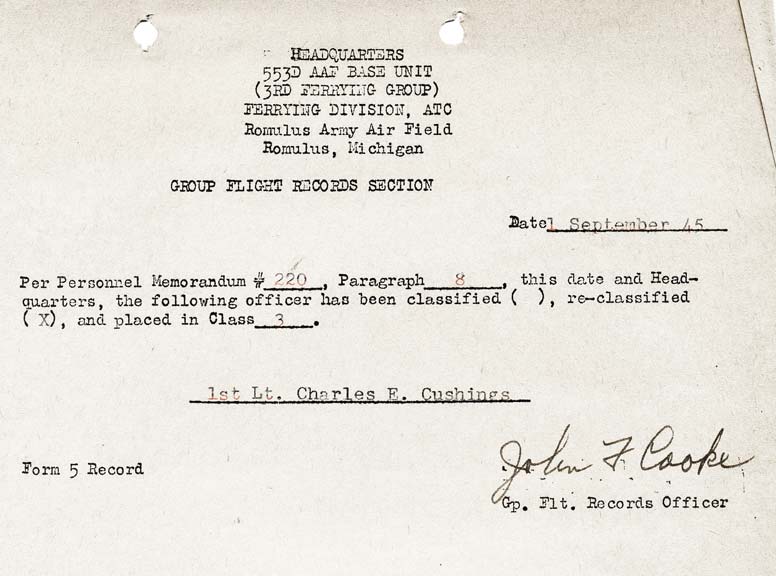 HEADQUARTERS
553D AAF BASE UNIT
(3RD FERRYING GROUP)
FERRYING DIVISION, ATC
Romulus Army Air Field
Romulus, Michigan
GROUP FLIGHT RECORDS SECTION
Date 1 September 45
Per Personnel Memorandum # 220 , Paragraph 8 , this date and Head-
quarters, the following officer has been classified ( ), re-classified
( X), and placed in Class 3 .
1st Lt. Charles E. Cushings
John F Cooke
Form 5 Record
Gp. Flt. Records Officer